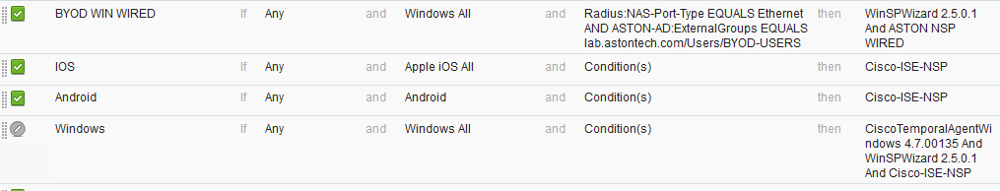 BYOD WIN WIRED If Any and Windows All and Radius:NAS-Port-Type EQUALS Ethernet then WinSPWizard 2.5.0.1
AND ASTON-AD:ExternalGroups EQUALS And ASTON NSP
lab.astontech.com/Users/BYOD-USERS WIRED
IOS If Any and Apple iOS All and Condition(s) then Cisco-ISE-NSP
Android If Any and Android and Condition(s) then Cisco-ISE-NSP
Windows If Any and Windows All and Condition(s) then CiscoTemporalAgentWi
ndows 4.7.00135 And
WinSPWizard 2.5.0.1
And Cisco-ISE-NSP